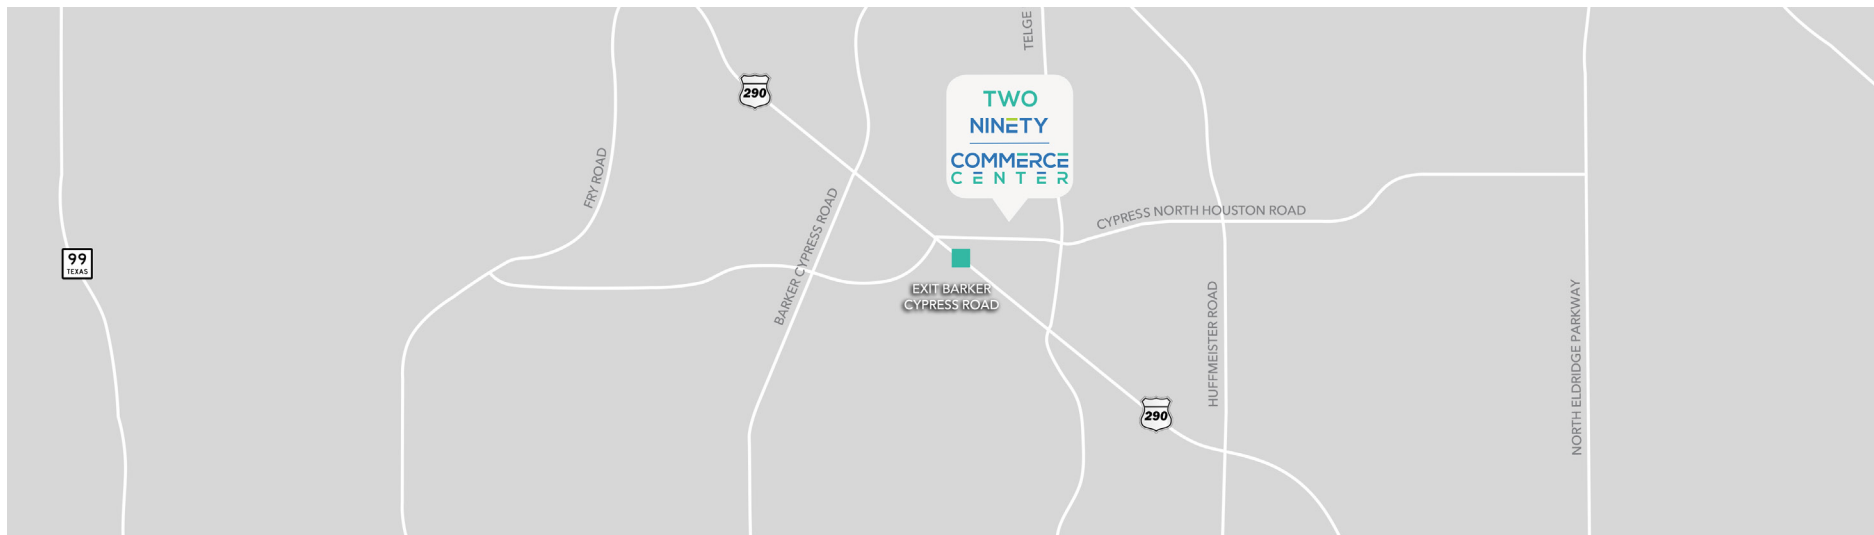 TELGE
290
TWO
NINETY
COMMERCE
CENTER
FRY ROAD
BARKER CYPRESS ROAD
CYPRESS NORTH HOUSTON ROAD
99
TEXAS
EXIT BARKER
CYPRESS ROAD
HUFFMEISTER ROAD
NORTH ELDRIDGE PARKWAY
290